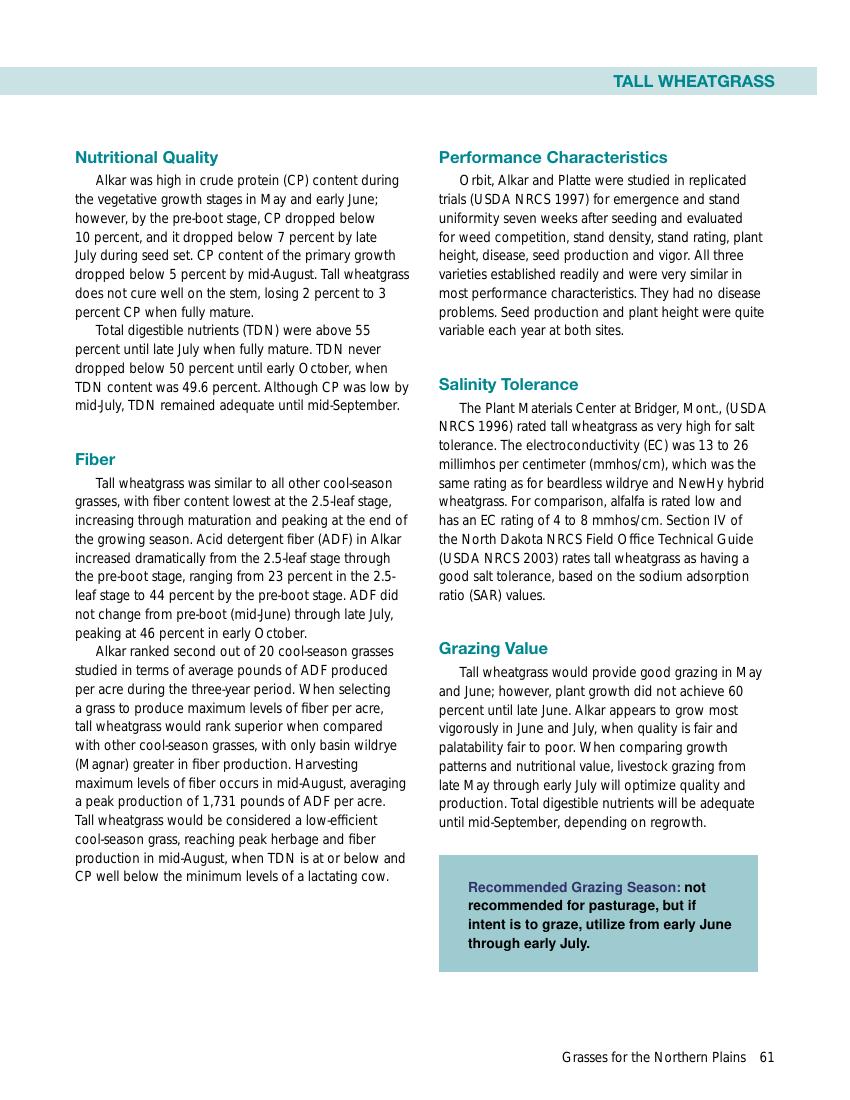 TALL WHEATGRASS
Nutritional Quality
Alkar was high in crude protein (CP) content during
the vegetative growth stages in May and early June;
however, by the pre-boot stage, CP dropped below
10 percent, and it dropped below 7 percent by late
July during seed set. CP content of the primary growth
dropped below 5 percent by mid-August. Tall wheatgrass
does not cure well on the stem, losing 2 percent to 3
percent CP when fully mature.
Total digestible nutrients (TDN) were above 55
percent until late July when fully mature. TDN never
dropped below 50 percent until early October, when
TDN content was 49.6 percent. Although CP was low by
mid-July, TDN remained adequate until mid-September.
Fiber
Tall wheatgrass was similar to all other cool-season
grasses, with fiber content lowest at the 2.5-leaf stage,
increasing through maturation and peaking at the end of
the growing season. Acid detergent fiber (ADF) in Alkar
increased dramatically from the 2.5-leaf stage through
the pre-boot stage, ranging from 23 percent in the 2.5-
leaf stage to 44 percent by the pre-boot stage. ADF did
not change from pre-boot (mid-June) through late July,
peaking at 46 percent in early October.
Alkar ranked second out of 20 cool-season grasses
studied in terms of average pounds of ADF produced
per acre during the three-year period. When selecting
a grass to produce maximum levels of fiber per acre,
tall wheatgrass would rank superior when compared
with other cool-season grasses, with only basin wildrye
(Magnar) greater in fiber production. Harvesting
maximum levels of fiber occurs in mid-August, averaging
a peak production of 1,731 pounds of ADF per acre.
Tall wheatgrass would be considered a low-efficient
cool-season grass, reaching peak herbage and fiber
production in mid-August, when TDN is at or below and
CP well below the minimum levels of a lactating cow.
Performance Characteristics
Orbit, Alkar and Platte were studied in replicated
trials (USDA NRCS 1997) for emergence and stand
uniformity seven weeks after seeding and evaluated
for weed competition, stand density, stand rating, plant
height, disease, seed production and vigor. All three
varieties established readily and were very similar in
most performance characteristics. They had no disease
problems. Seed production and plant height were quite
variable each year at both sites.
Salinity Tolerance
The Plant Materials Center at Bridger, Mont., (USDA
NRCS 1996) rated tall wheatgrass as very high for salt
tolerance. The electroconductivity (EC) was 13 to 26
millimhos per centimeter (mmhos/cm), which was the
same rating as for beardless wildrye and NewHy hybrid
wheatgrass. For comparison, alfalfa is rated low and
has an EC rating of 4 to 8 mmhos/cm. Section IV of
the North Dakota NRCS Field Office Technical Guide
(USDA NRCS 2003) rates tall wheatgrass as having a
good salt tolerance, based on the sodium adsorption
ratio (SAR) values.
Grazing Value
Tall wheatgrass would provide good grazing in May
and June; however, plant growth did not achieve 60
percent until late June. Alkar appears to grow most
vigorously in June and July, when quality is fair and
palatability fair to poor. When comparing growth
patterns and nutritional value, livestock grazing from
late May through early July will optimize quality and
production. Total digestible nutrients will be adequate
until mid-September, depending on regrowth.
Recommended Grazing Season: not
recommended for pasturage, but if
intent is to graze, utilize from early June
through early July.
Grasses for the Northern Plains 61